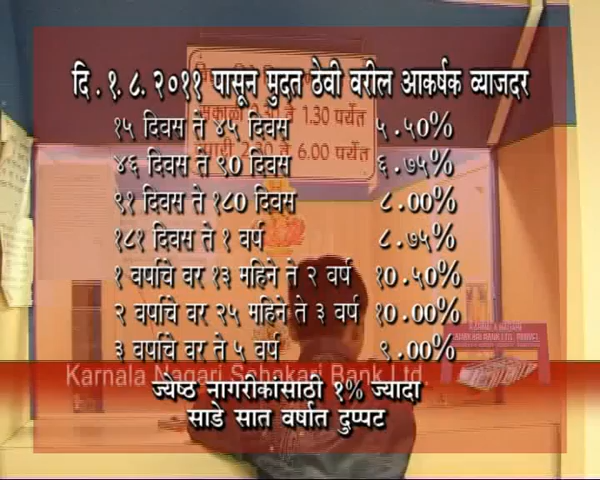 दि . १. ८. २०११ पासून मुदत ठेवी वरील आकर्षक व्याजदर
सकाळी ते 1.30 पर्यंत
१५ दिवस ते ४५ दिवस ५.५०%
दुपारी 2.30 ते 6.00 पर्यंत
४६ दिवस ते ९० दिवस ६.७५%
९१ दिवस ते १८० दिवस ८.००%
१८१ दिवस ते १ वर्ष ८.७५%
१ वर्षाचे वर १३ महिने ते २ वर्ष १०.५०%
२ वर्षाचे वर २५ महिने ते ३ वर्ष १०.००%
३ वर्षाचे वर ते ५ वर्ष ९.००%
Karnala Nagari Sahakari Bank Ltd.
ज्येष्ठ नागरीकांसाठी १% ज्यादा
साडे सात वर्षात दुप्पट